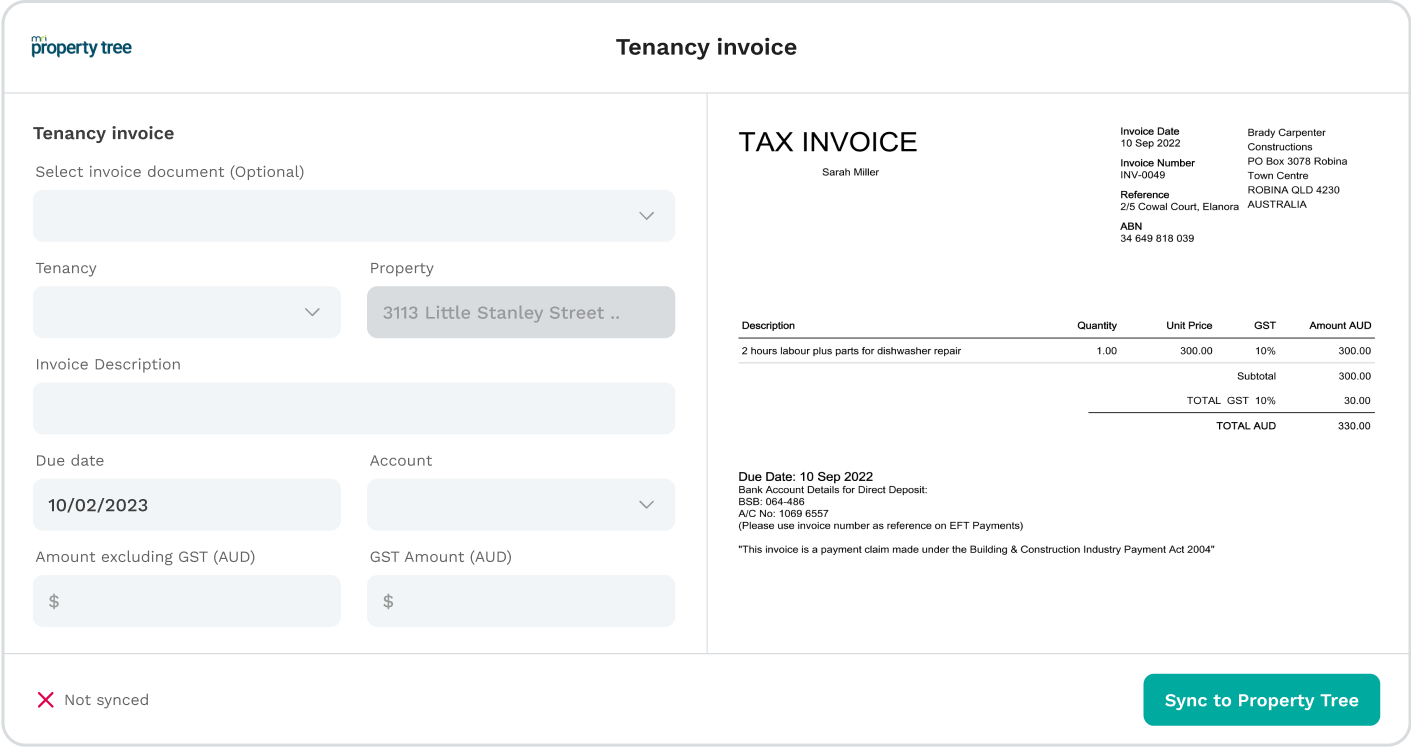 mri
property tree
Tenancy invoice
Tenancy invoice
Select invoice document (Optional)
Tenancy
Property
3113 Little Stanley Street ..
Invoice Description
Due date
Account
10/02/2023
Amount excluding GST (AUD)
GST Amount (AUD)
$
$
TAX INVOICE
Sarah Miller
Invoice Date
10 Sep 2022
Invoice Number
INV-0049
Reference
2/5 Cowal Court, Elanora
ABN
34 649 818 039
Brady Carpenter
Constructions
PO Box 3078 Robina
Town Centre
ROBINA QLD 4230
AUSTRALIA
Description Quantity Unit Price GST Amount AUD
2 hours labour plus parts for dishwasher repair 1.00 300.00 10% 300.00
Subtotal 300.00
TOTAL GST 10% 30.00
TOTAL AUD 330.00
Due Date: 10 Sep 2022
Bank Account Details for Direct Deposit:
BSB: 064-486
A/C No: 1069 6557
(Please use invoice number as reference on EFT Payments)
"This invoice is a payment claim made under the Building & Construction Industry Payment Act 2004"
Not synced
Sync to Property Tree